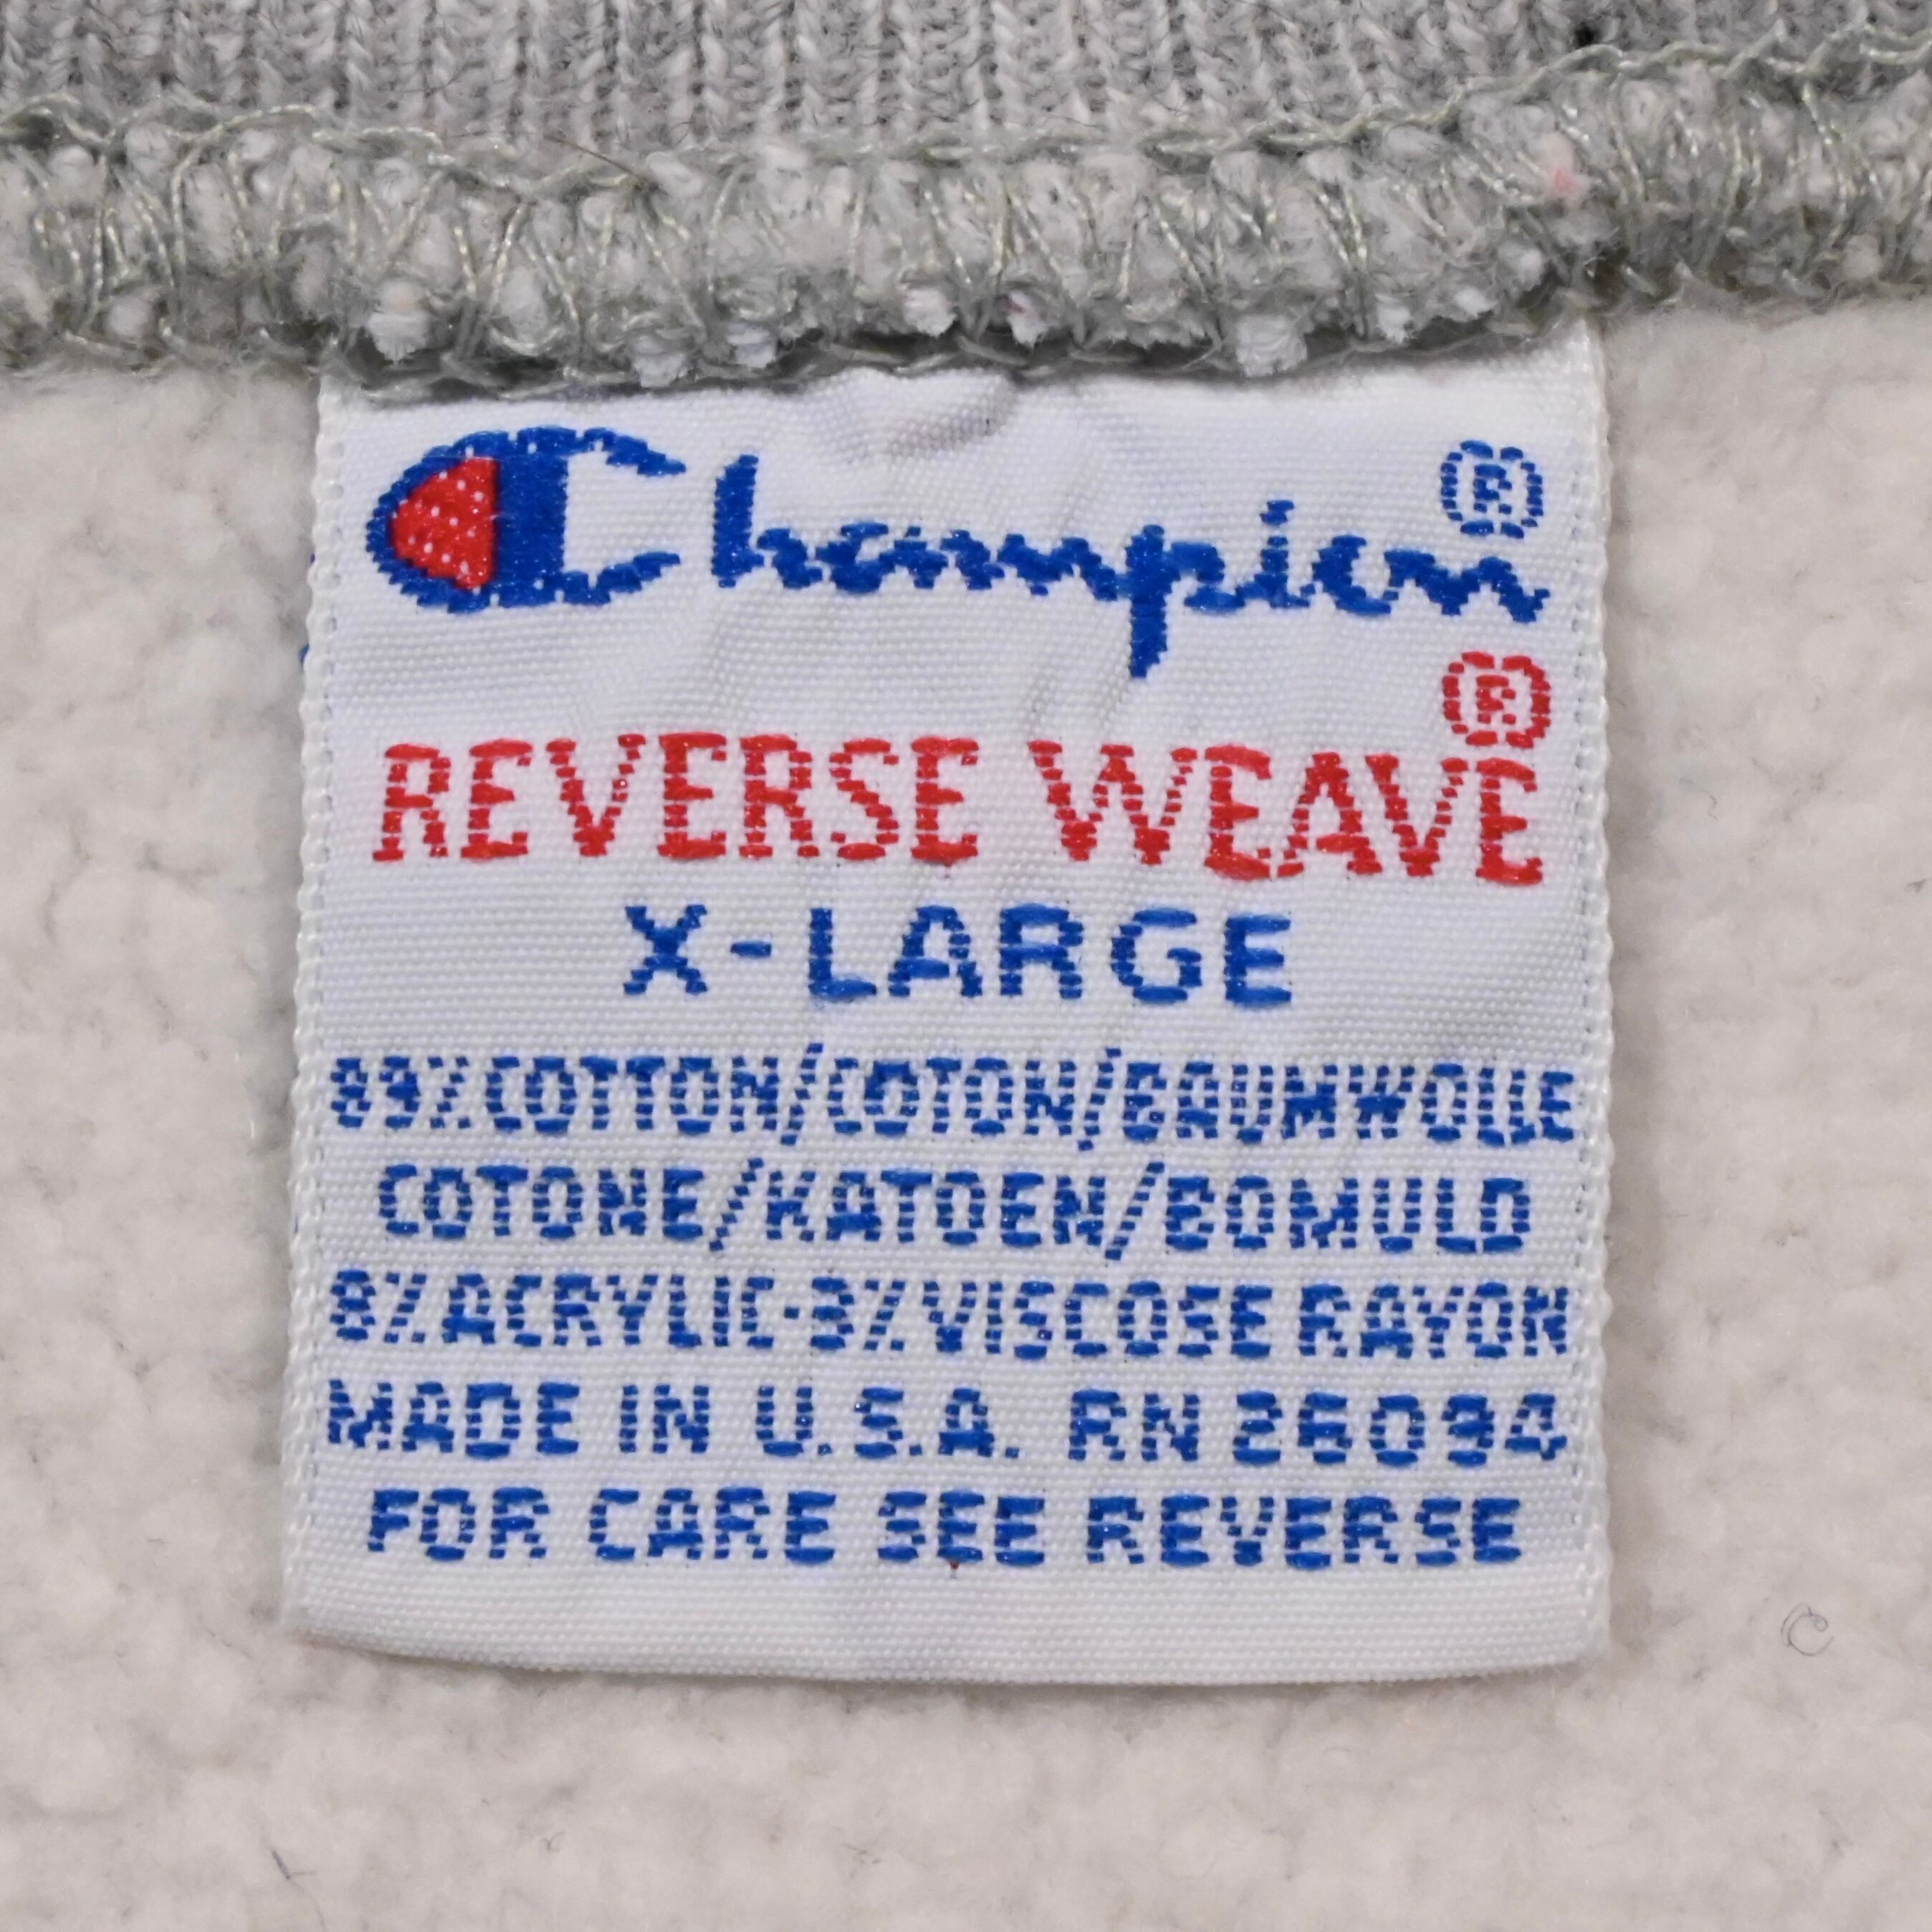 Champion®
REVERSE WEAVE®
X-LARGE
89% COTTON/COTON/BAUMWOLLE
COTONE/KATOEN/BOMULD
8% ACRYLIC-3% VISCOSE RAYON
MADE IN U.S.A. RN 26094
FOR CARE SEE REVERSE